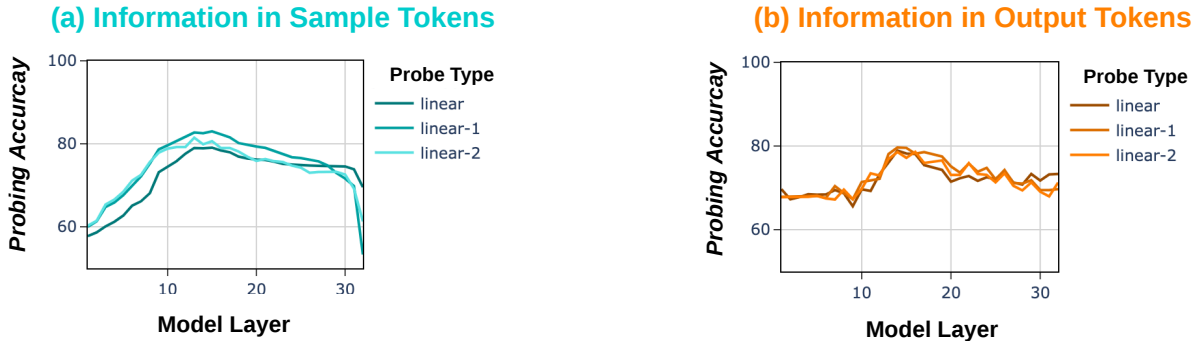 (a) Information in Sample Tokens
100
80
60
10
20
30
Probing Accurcay
Model Layer
Probe Type
linear
linear-1
linear-2
(b) Information in Output Tokens
100
80
60
10
20
30
Probing Accurcay
Model Layer
Probe Type
linear
linear-1
linear-2